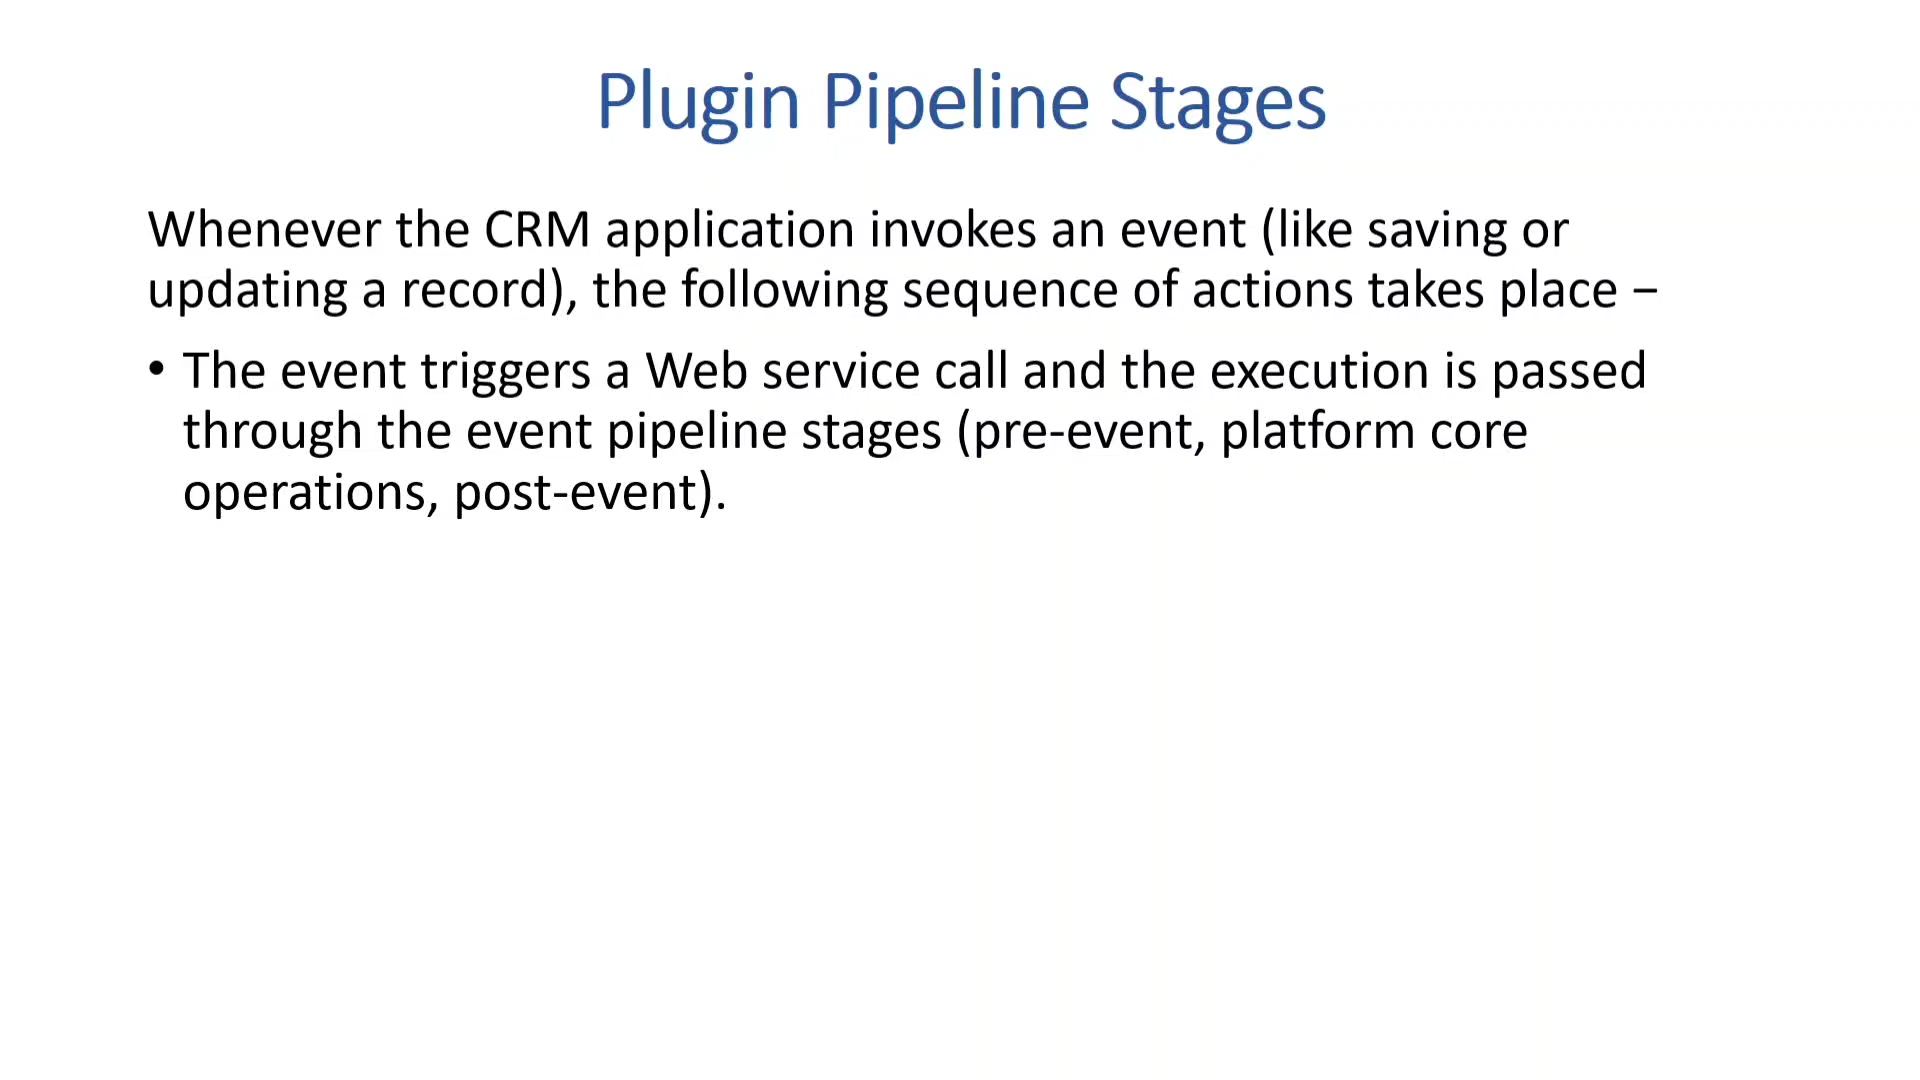 Plugin Pipeline Stages
Whenever the CRM application invokes an event (like saving or
updating a record), the following sequence of actions takes place −
• The event triggers a Web service call and the execution is passed
through the event pipeline stages (pre-event, platform core
operations, post-event).